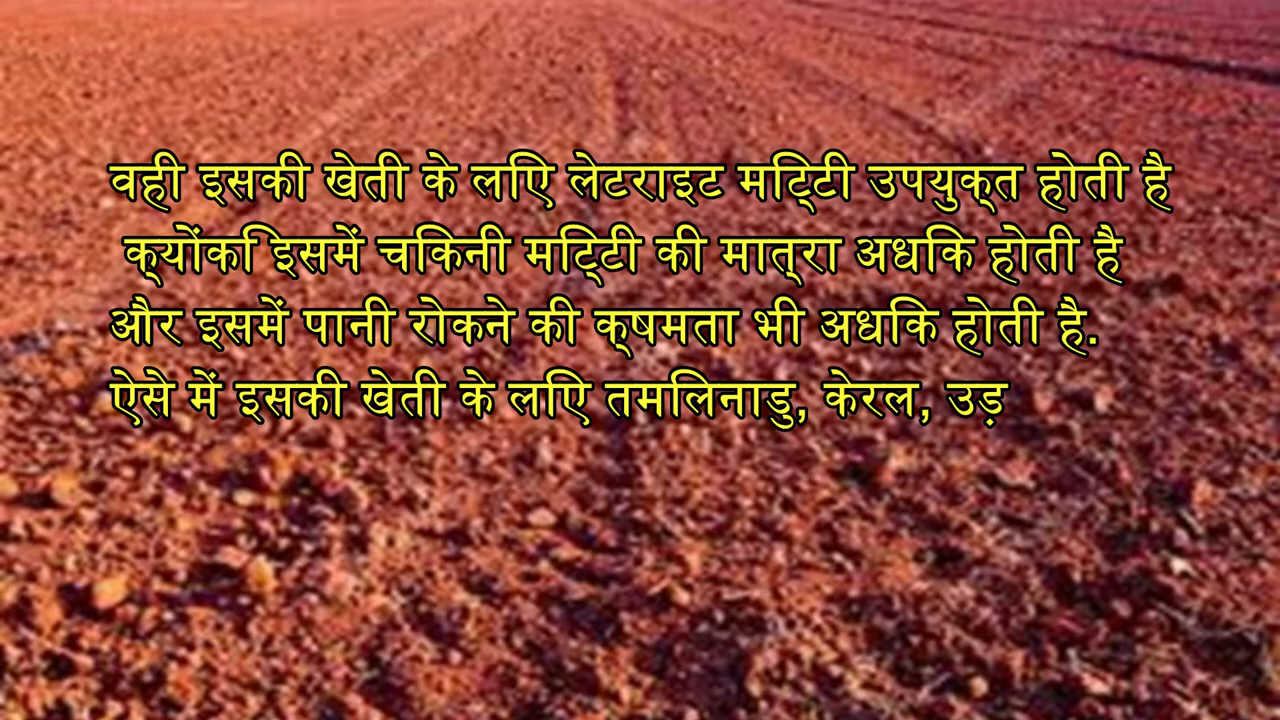 वही इसकी खेती के लिए लेटराइट मिट्टी उपयुक्त होती है
क्योंकि इसमें चिकनी मिट्टी की मात्रा अधिक होती है
और इसमें पानी रोकने की क्षमता भी अधिक होती है.
ऐसे में इसकी खेती के लिए तमिलनाडु, केरल, उड़